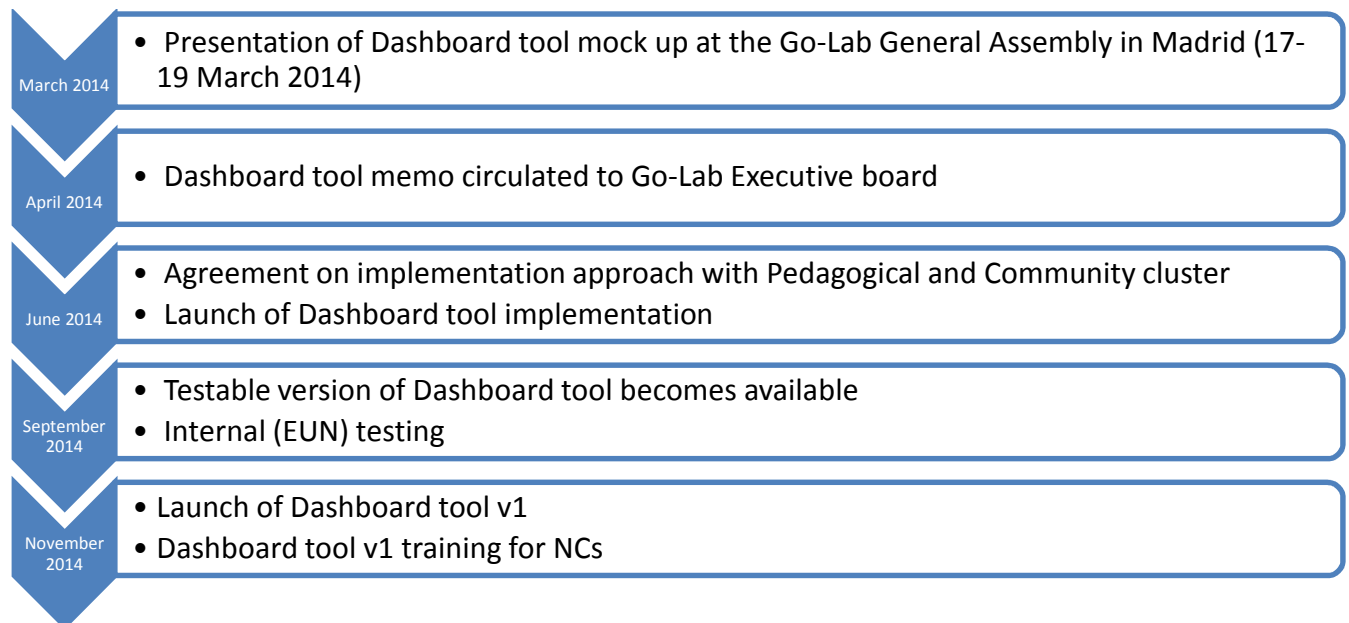 March 2014
• Presentation of Dashboard tool mock up at the Go-Lab General Assembly in Madrid (17-
19 March 2014)
April 2014
• Dashboard tool memo circulated to Go-Lab Executive board
June 2014
• Agreement on implementation approach with Pedagogical and Community cluster
• Launch of Dashboard tool implementation
September
2014
• Testable version of Dashboard tool becomes available
• Internal (EUN) testing
November
2014
• Launch of Dashboard tool v1
• Dashboard tool v1 training for NCs